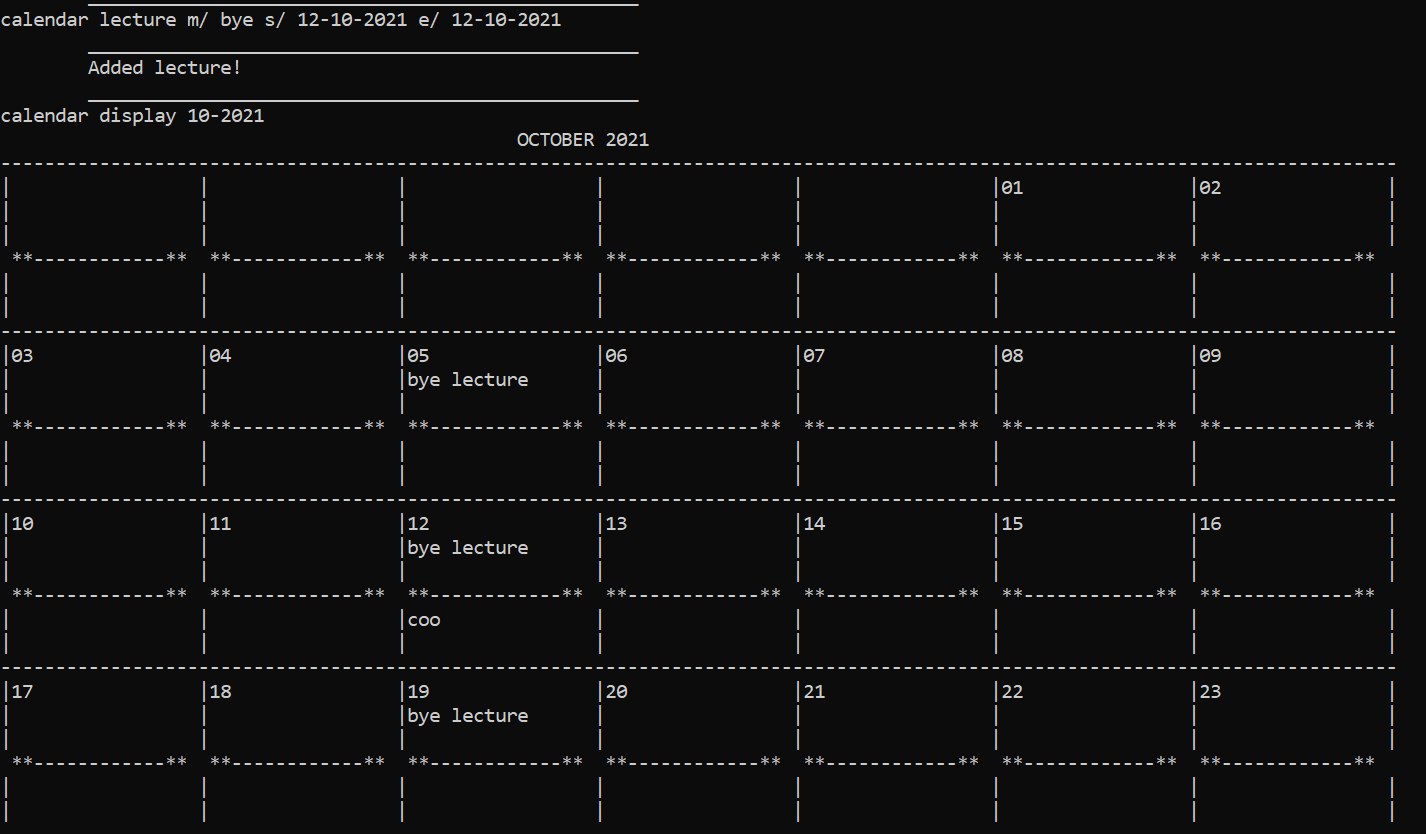 calendar lecture m/ bye s/ 12-10-2021 e/ 12-10-2021
Added lecture!
calendar display 10-2021
OCTOBER 2021
01 02
**------------** **------------** **------------** **------------** **------------** **------------** **------------**
03 04 05 06 07 08 09
bye lecture
**------------** **------------** **------------** **------------** **------------** **------------** **------------**
10 11 12 13 14 15 16
bye lecture
**------------** **------------** **------------** **------------** **------------** **------------** **------------**
coo
17 18 19 20 21 22 23
bye lecture
**------------** **------------** **------------** **------------** **------------** **------------** **------------**